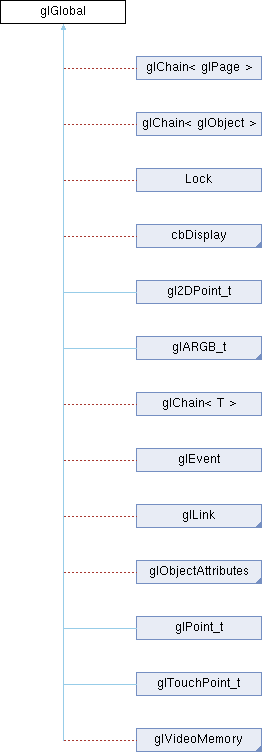 glGlobal
glChain< glPage >
glChain< glObject >
Lock
cbDisplay
gl2DPoint_t
glARGB_t
glChain< T >
glEvent
glLink
glObjectAttributes
glPoint_t
glTouchPoint_t
glVideoMemory